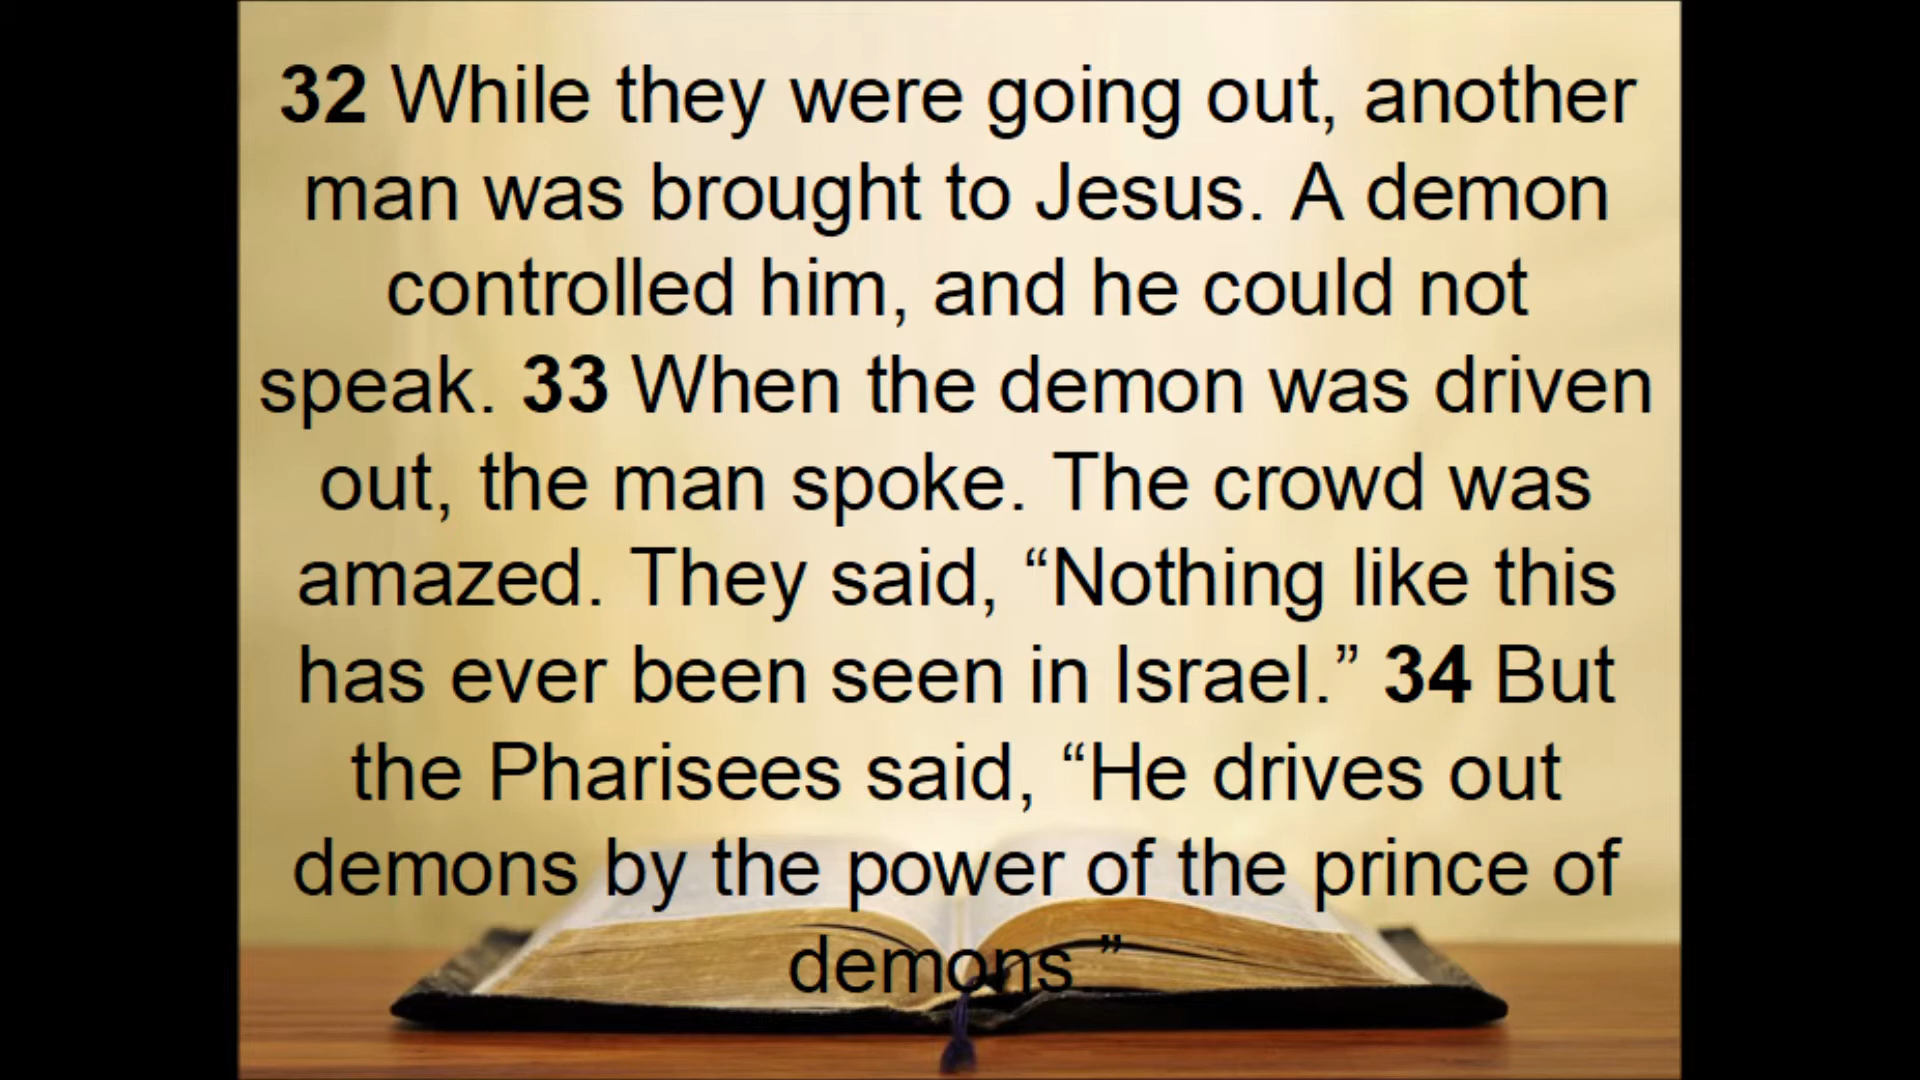 32 While they were going out, another
man was brought to Jesus. A demon
controlled him, and he could not
speak. 33 When the demon was driven
out, the man spoke. The crowd was
amazed. They said, “Nothing like this
has ever been seen in Israel.” 34 But
the Pharisees said, “He drives out
demons by the power of the prince of
demons.”